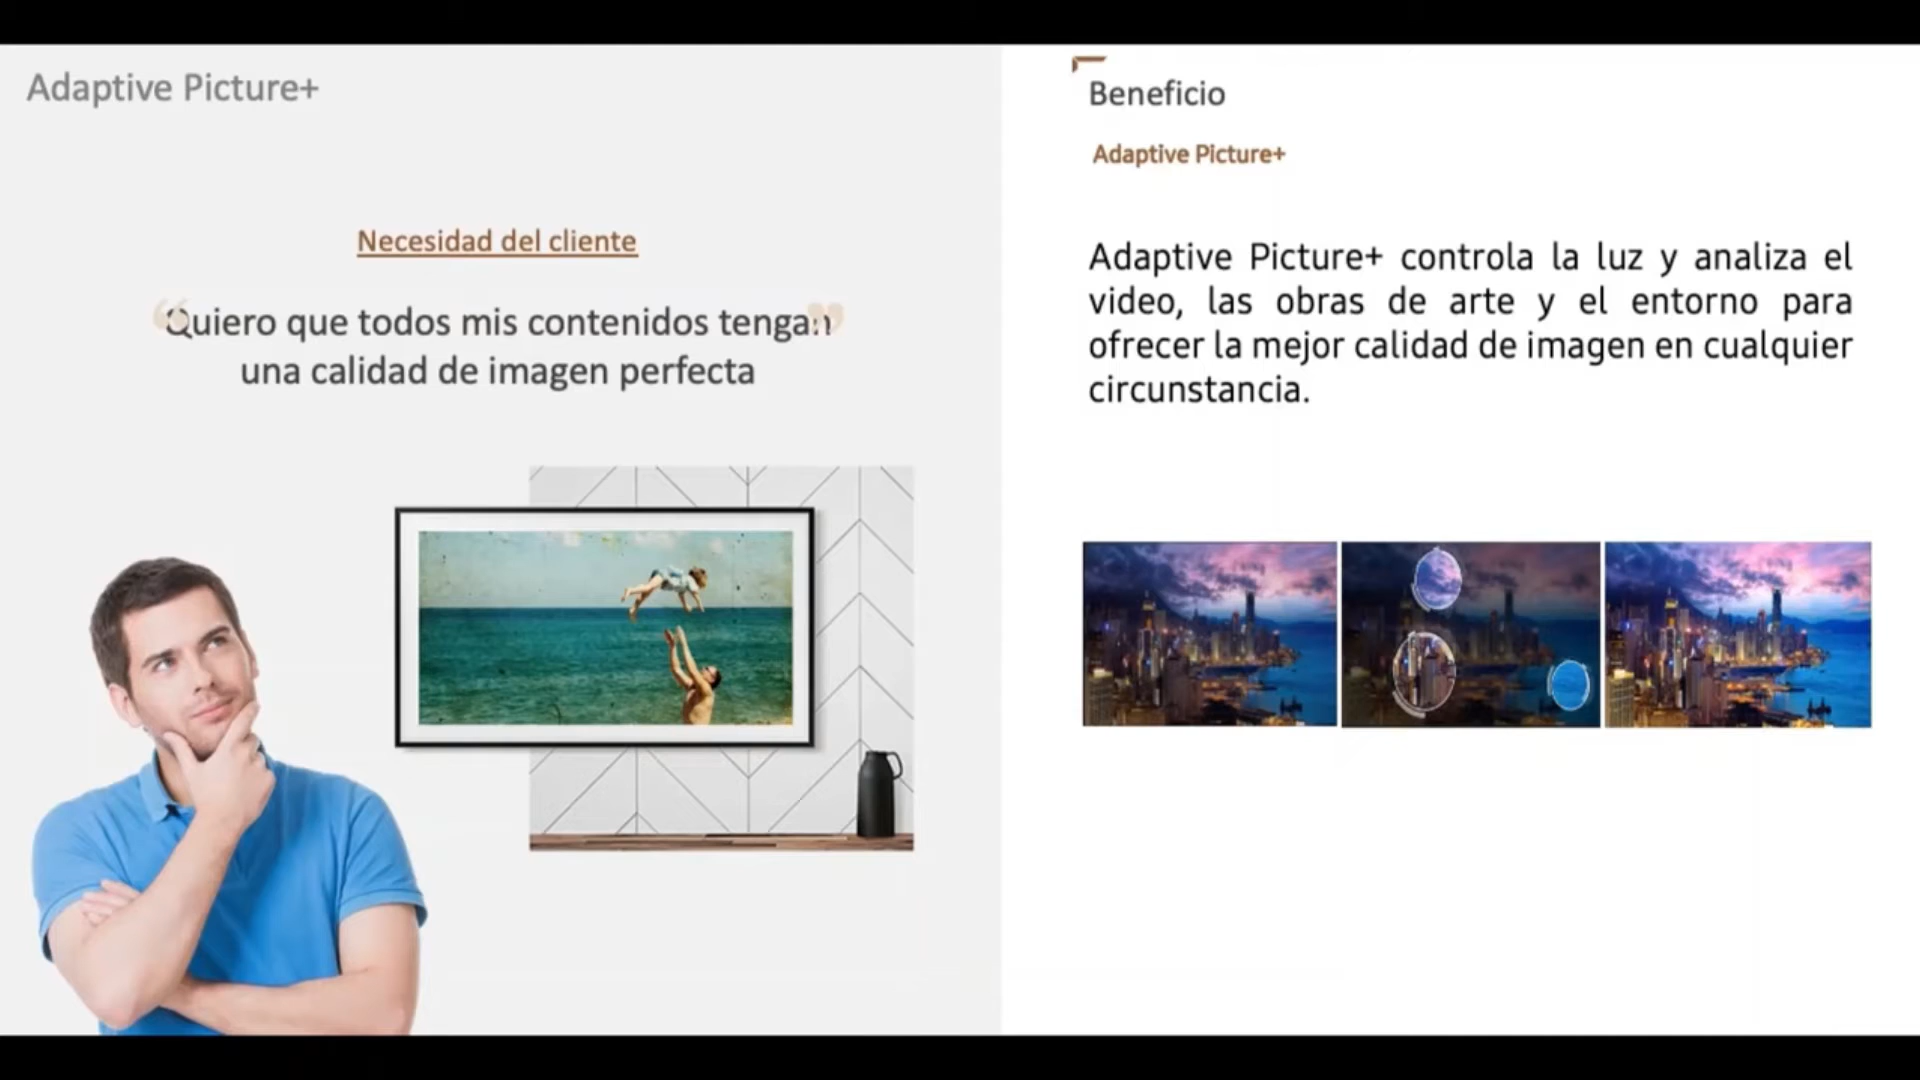 Adaptive Picture+
Necesidad del cliente
“Quiero que todos mis contenidos tengan”
una calidad de imagen perfecta
Beneficio
Adaptive Picture+
Adaptive Picture+ controla la luz y analiza el
video, las obras de arte y el entorno para
ofrecer la mejor calidad de imagen en cualquier
circunstancia.